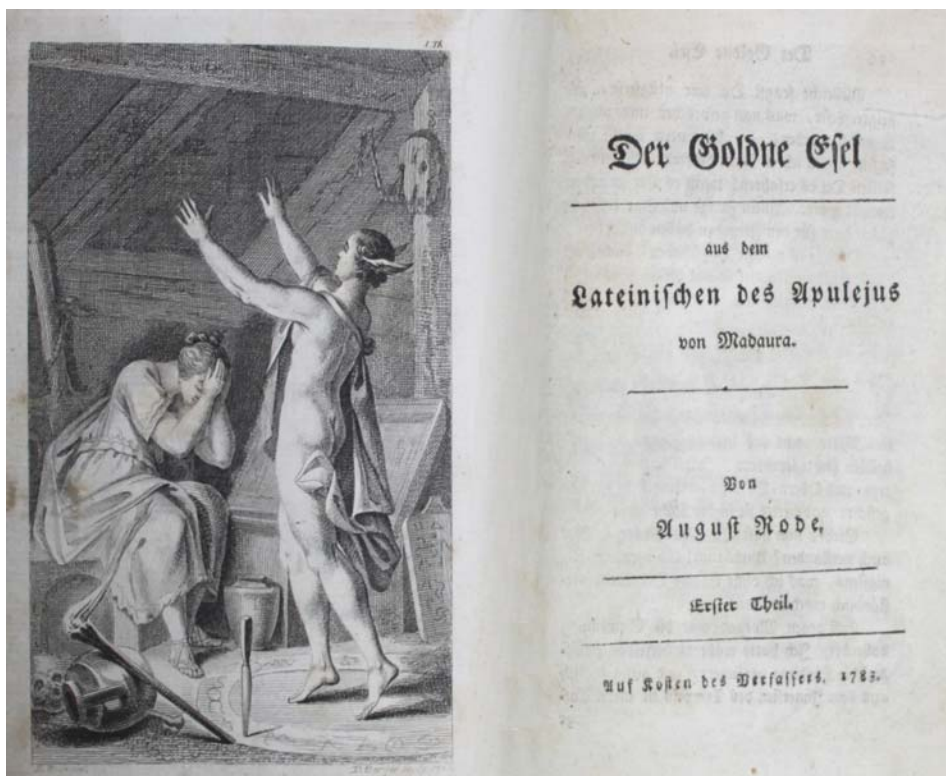 Der Goldne Esel
aus dem
Lateinischen des Apulejus
von Madaura.
Von
August Rode.
Erster Theil.
Auf Kosten des Verfassers. 1783.